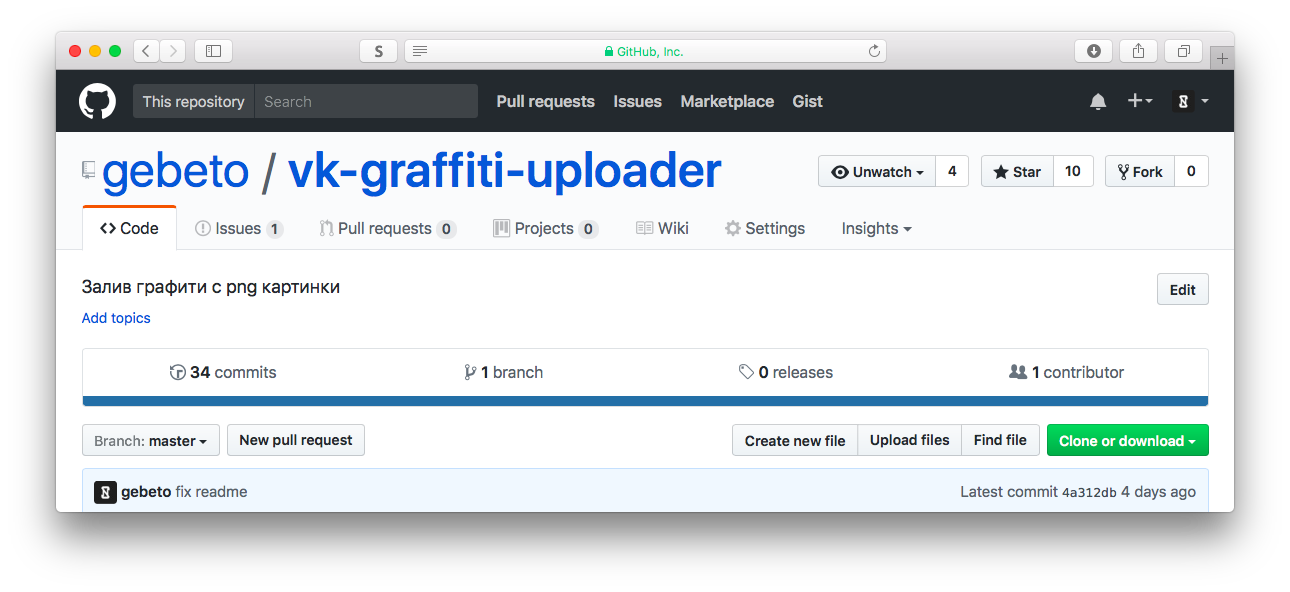 S GitHub, Inc.
This repository Search Pull requests Issues Marketplace Gist
gebeto / vk-graffiti-uploader Unwatch 4 Star 10 Fork 0
Code Issues 1 Pull requests 0 Projects 0 Wiki Settings Insights
Залив графити с png картинки Edit
Add topics
34 commits 1 branch 0 releases 1 contributor
Branch: master New pull request Create new file Upload files Find file Clone or download
gebeto fix readme Latest commit 4a312db 4 days ago